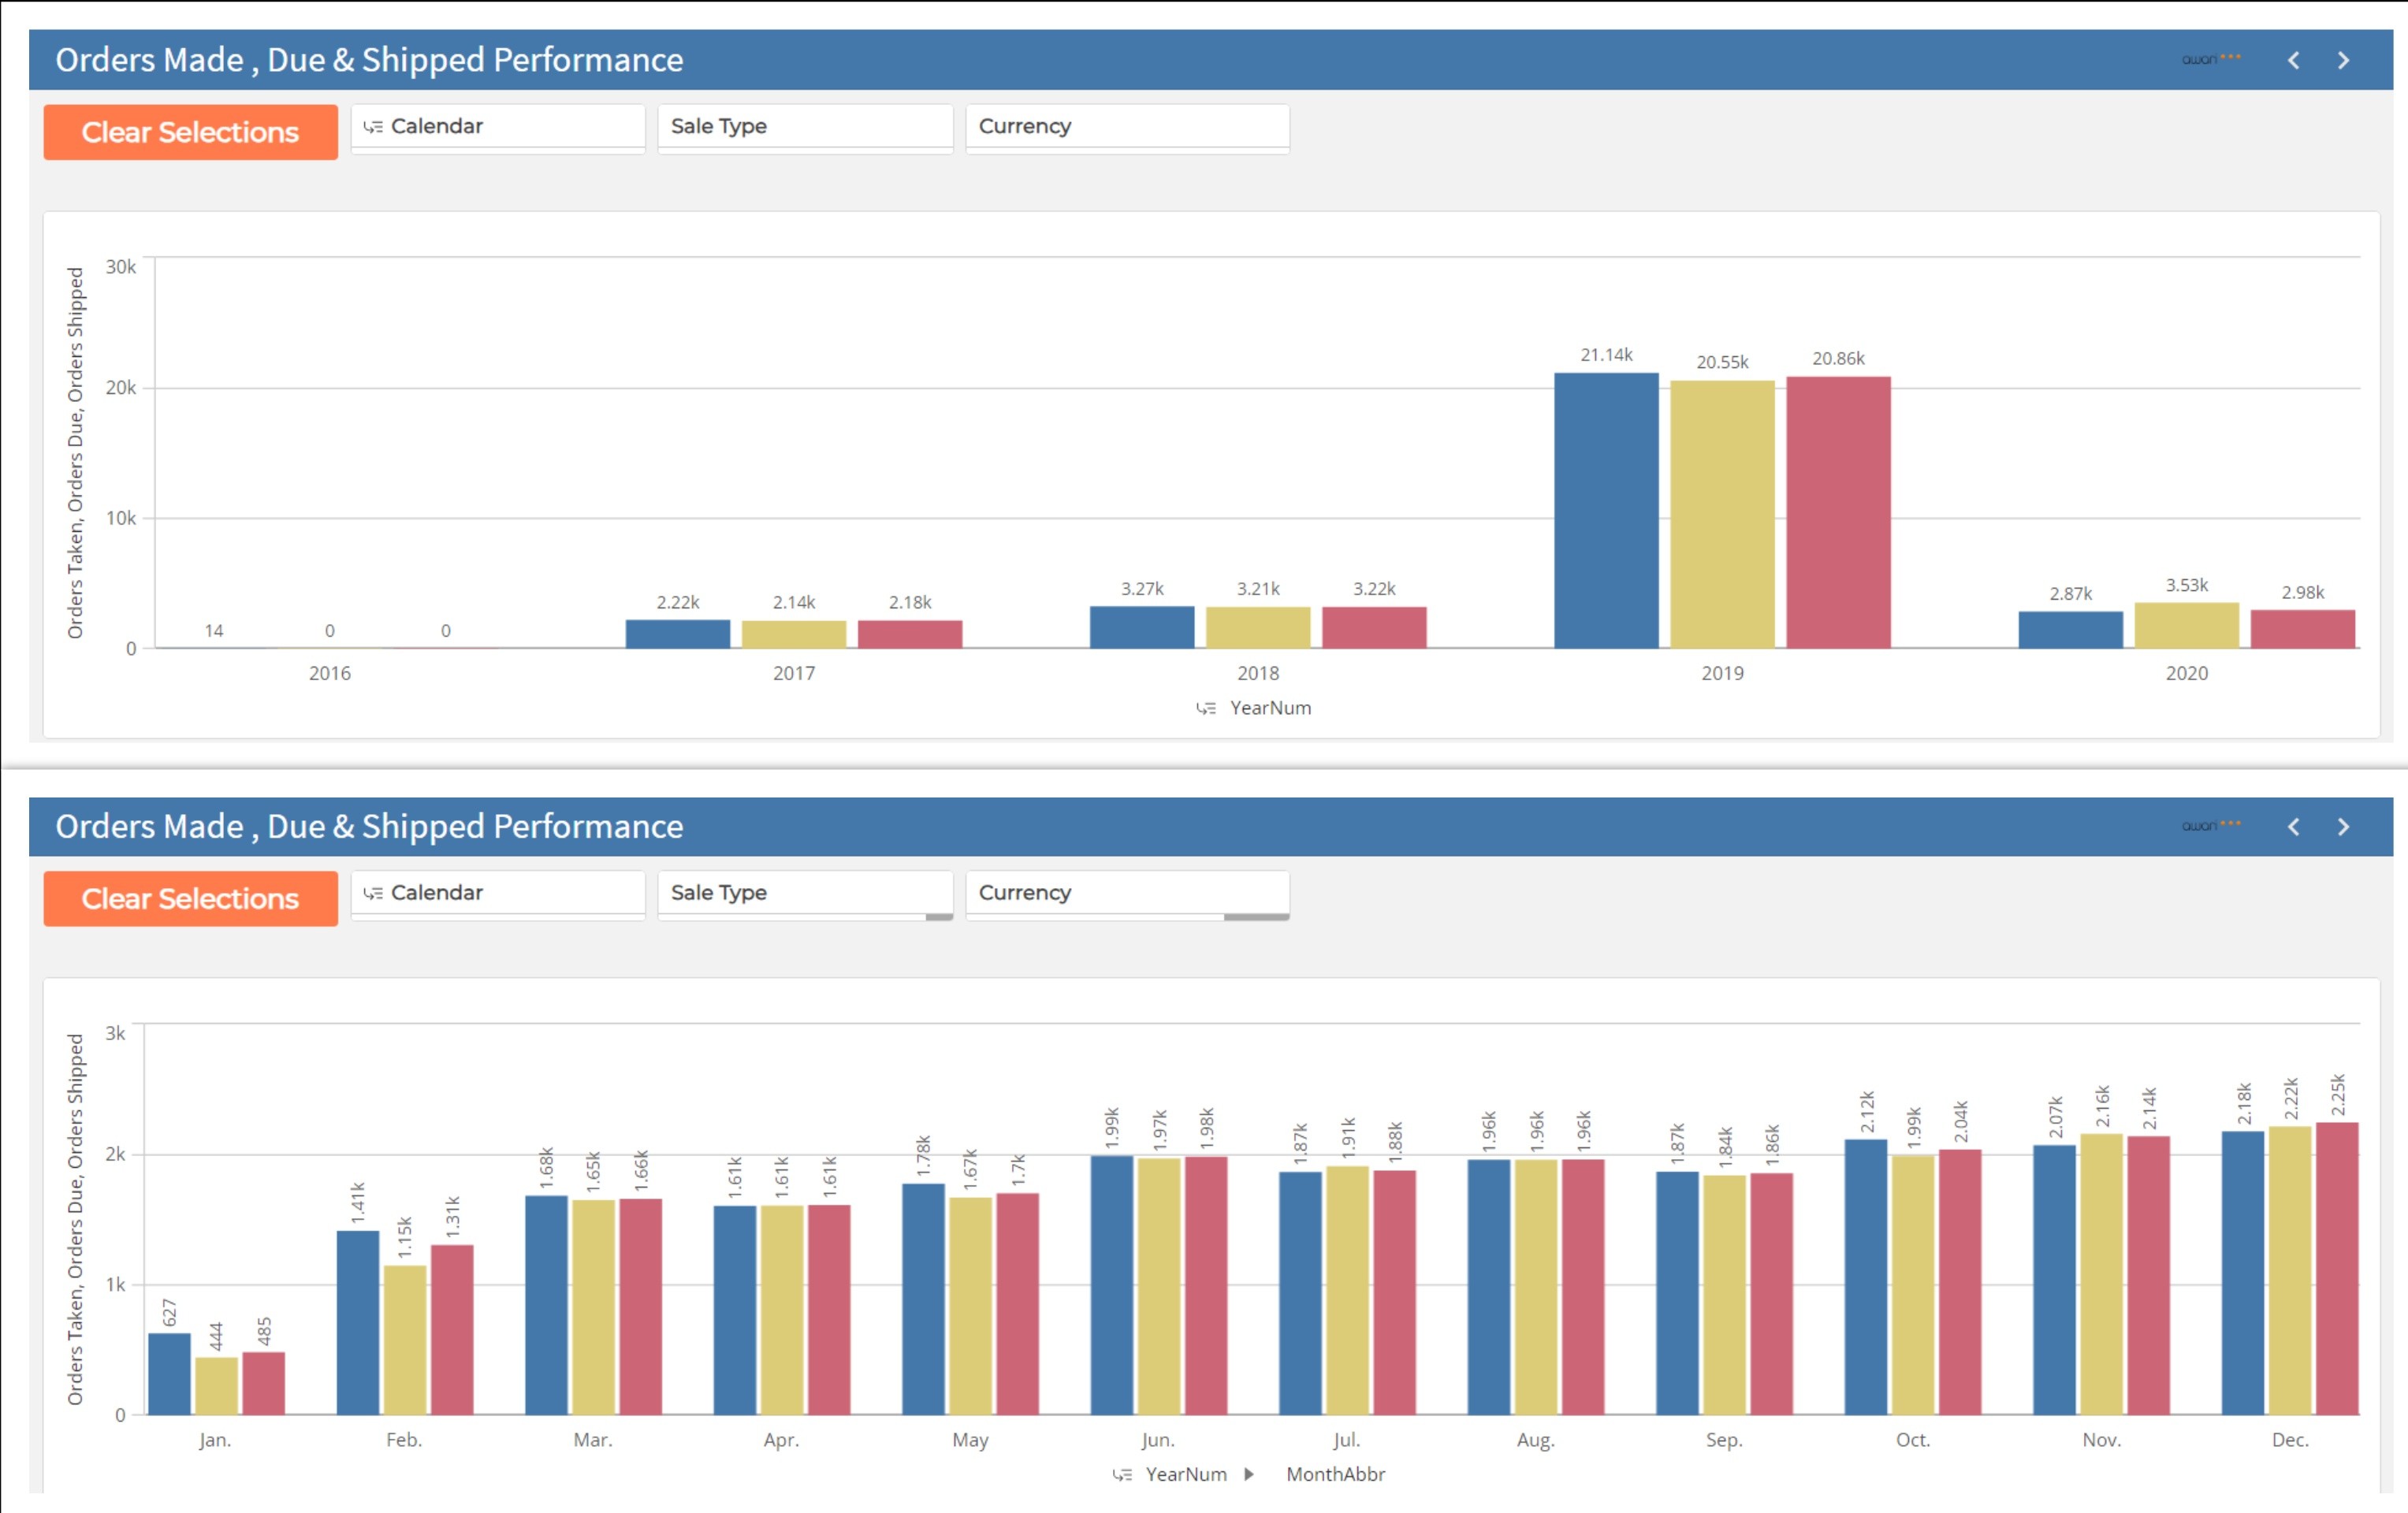 Orders Made , Due & Shipped Performance
awari
Clear Selections
Calendar
Sale Type
Currency
Orders Taken, Orders Due, Orders Shipped
30k
20k
10k
0
14 0 0
2.22k 2.14k 2.18k
3.27k 3.21k 3.22k
21.14k 20.55k 20.86k
2.87k 3.53k 2.98k
2016 2017 2018 2019 2020
YearNum
Orders Made , Due & Shipped Performance
awari
Clear Selections
Calendar
Sale Type
Currency
Orders Taken, Orders Due, Orders Shipped
3k
2k
1k
0
627 444 485
1.41k 1.15k 1.31k
1.68k 1.65k 1.66k
1.61k 1.61k 1.61k
1.78k 1.67k 1.7k
1.99k 1.97k 1.98k
1.87k 1.91k 1.88k
1.96k 1.96k 1.96k
1.87k 1.84k 1.86k
2.12k 1.99k 2.04k
2.07k 2.16k 2.14k
2.18k 2.22k 2.25k
Jan. Feb. Mar. Apr. May Jun. Jul. Aug. Sep. Oct. Nov. Dec.
YearNum MonthAbbr